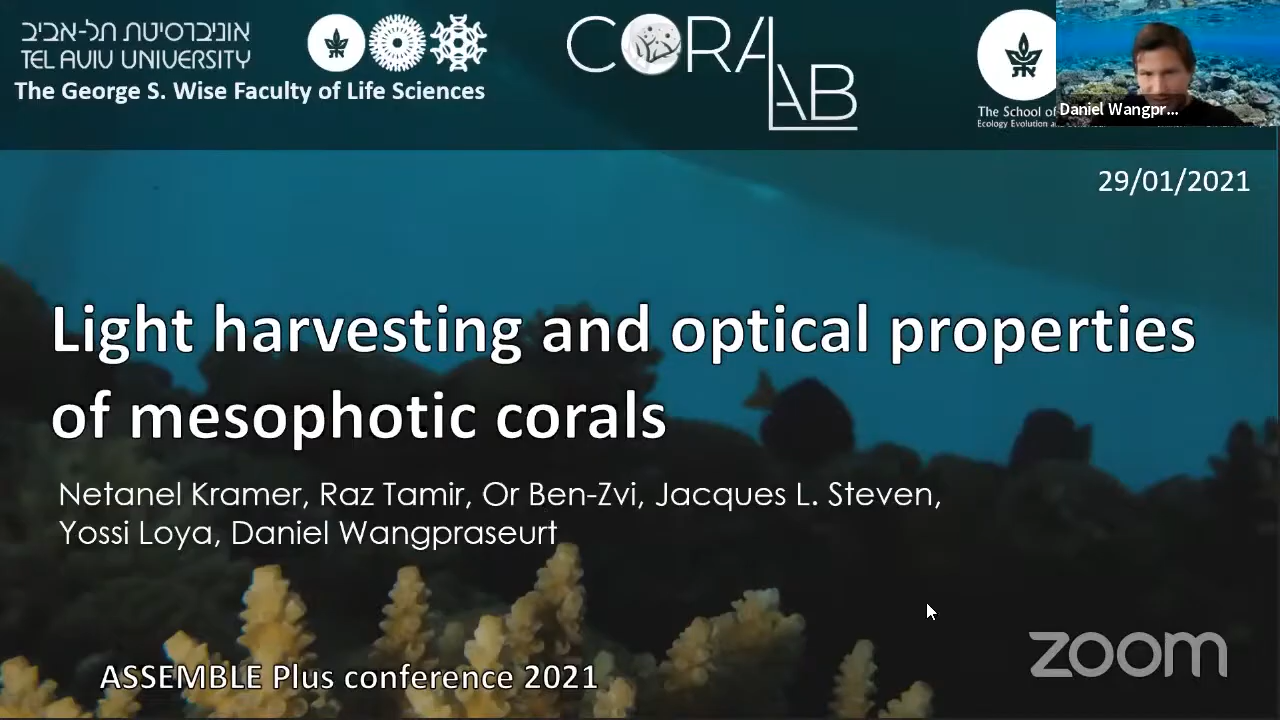 אוניברסיטת תל-אביב
TEL AVIV UNIVERSITY
The George S. Wise Faculty of Life Sciences
CORAL LAB
The School of
Ecology Evolution
Daniel Wangpr...
29/01/2021
Light harvesting and optical properties
of mesophotic corals
Netanel Kramer, Raz Tamir, Or Ben-Zvi, Jacques L. Steven,
Yossi Loya, Daniel Wangpraseurt
ASSEMBLE Plus conference 2021
zoom